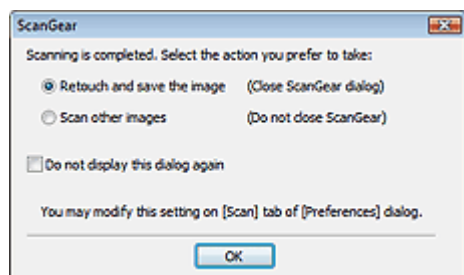 ScanGear
Scanning is completed. Select the action you prefer to take:
Retouch and save the image (Close ScanGear dialog)
Scan other images (Do not close ScanGear)
Do not display this dialog again
You may modify this setting on [Scan] tab of [Preferences] dialog.
OK